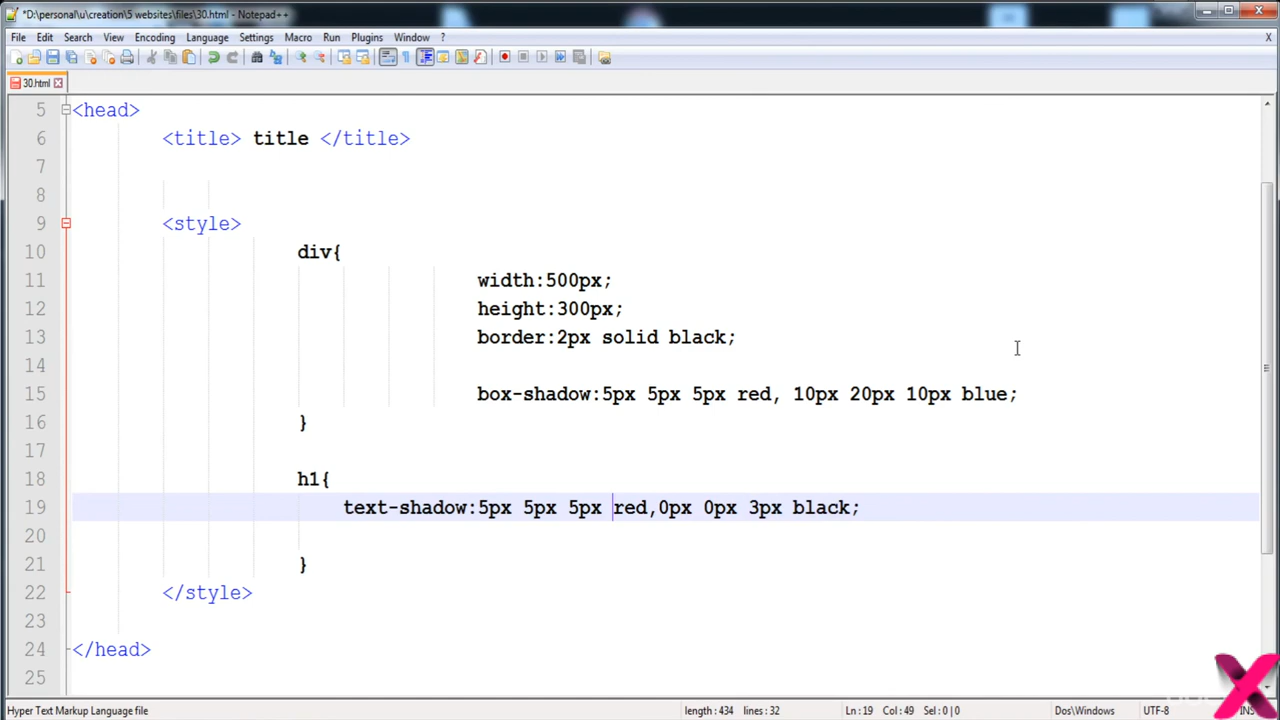 *D:\personal\u\creation\5 websites\files\30.html - Notepad++
File Edit Search View Encoding Language Settings Macro Run Plugins Window ? X
30.html
5 <head>
6 <title> title </title>
7
8
9 <style>
10 div{
11 width:500px;
12 height:300px;
13 border:2px solid black;
14
15 box-shadow:5px 5px 5px red, 10px 20px 10px blue;
16 }
17
18 h1{
19 text-shadow:5px 5px 5px red,0px 0px 3px black;
20
21 }
22 </style>
23
24 </head>
25
Hyper Text Markup Language file length : 434 lines : 32 Ln : 19 Col : 49 Sel : 0 | 0 Dos\Windows UTF-8 INS